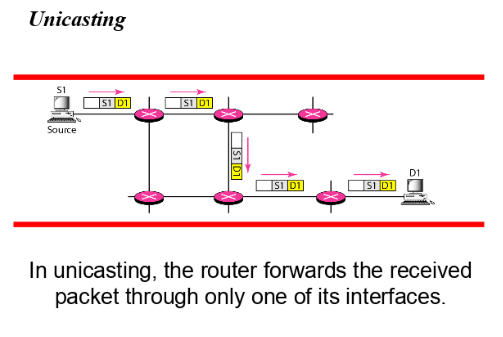 Unicasting
S1
S1 D1
S1 D1
D1
Source
S1 D1
S1 D1
S1 D1
In unicasting, the router forwards the received
packet through only one of its interfaces.